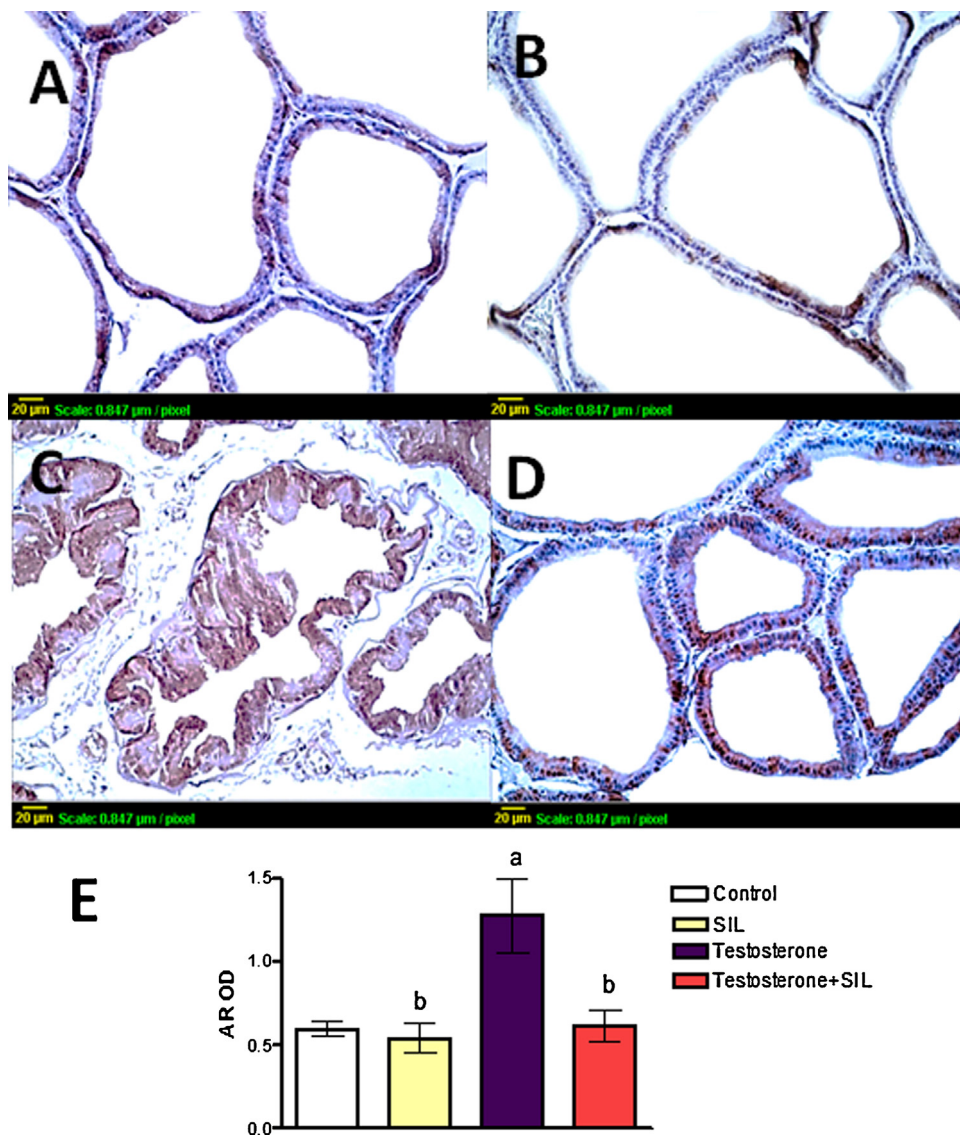 A
B
20 µm Scale: 0.847 µm / pixel
20 µm Scale: 0.847 µm / pixel
C
D
20 µm Scale: 0.847 µm / pixel
20 µm Scale: 0.847 µm / pixel
E
AR OD
1.5
1.0
0.5
0.0
b
a
b
Control
SIL
Testosterone
Testosterone+SIL